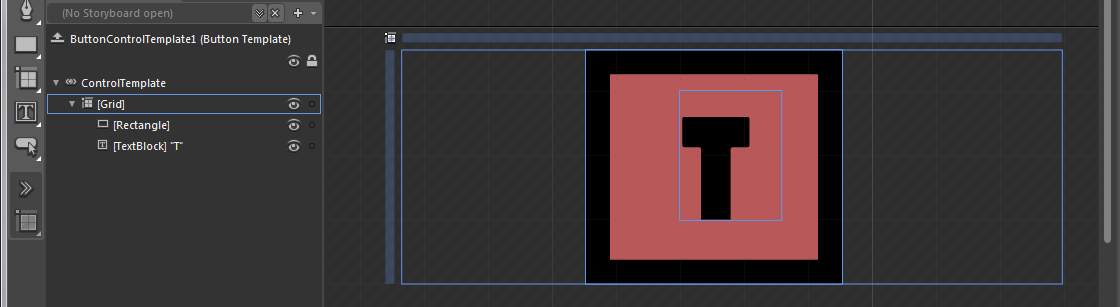 (No Storyboard open)
ButtonControlTemplate1 (Button Template)
ControlTemplate
[Grid]
[Rectangle]
[TextBlock] "T"
T
T